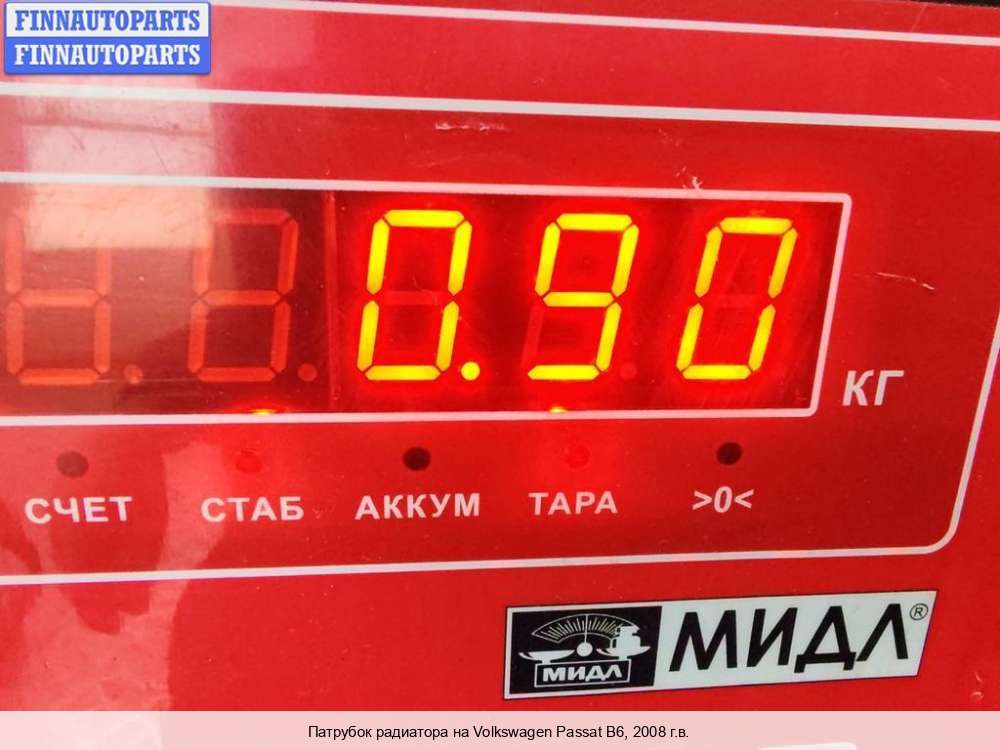 FINNAUTOPARTS
FINNAUTOPARTS
0.90
КГ
СЧЕТ СТАБ АККУМ ТАРА >0<
МИДЛ МИДЛ®
Патрубок радиатора на Volkswagen Passat B6, 2008 г.в.